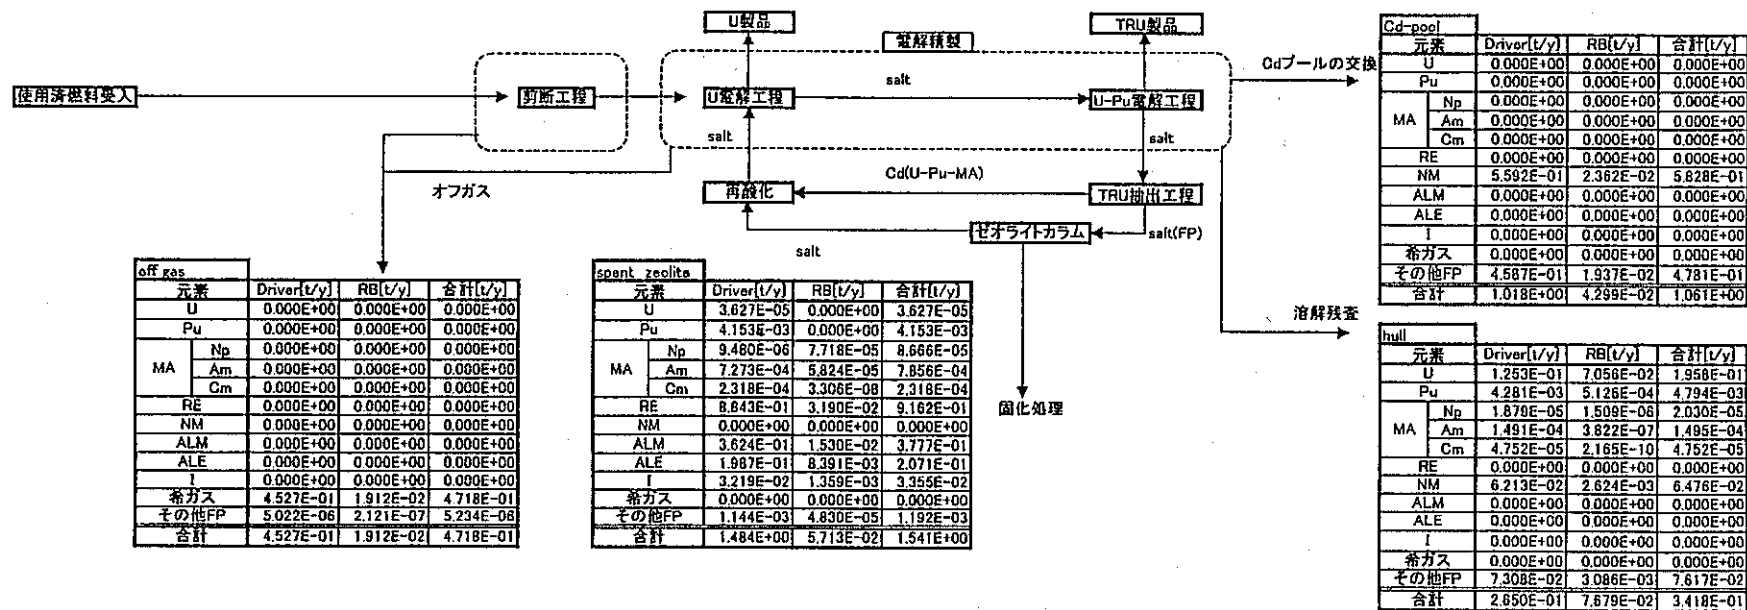 U製品
TRU製品
電解精製
Cdプールの交換
使用済燃料受入
剪断工程
U電解工程
salt
U-Pu電解工程
salt
salt
Cd(U-Pu-MA)
オフガス
再酸化
TRU抽出工程
ゼオライトカラム
salt(FP)
salt
溶解残査
固化処理
off gas
元素 Driver[t/y] RB[t/y] 合計[t/y]
U 0.000E+00 0.000E+00 0.000E+00
Pu 0.000E+00 0.000E+00 0.000E+00
MA Np 0.000E+00 0.000E+00 0.000E+00
Am 0.000E+00 0.000E+00 0.000E+00
Cm 0.000E+00 0.000E+00 0.000E+00
RE 0.000E+00 0.000E+00 0.000E+00
NM 0.000E+00 0.000E+00 0.000E+00
ALM 0.000E+00 0.000E+00 0.000E+00
ALE 0.000E+00 0.000E+00 0.000E+00
I 0.000E+00 0.000E+00 0.000E+00
希ガス 4.527E-01 1.912E-02 4.718E-01
その他FP 5.022E-06 2.121E-07 5.234E-06
合計 4.527E-01 1.912E-02 4.718E-01
spent zeolite
元素 Driver[t/y] RB[t/y] 合計[t/y]
U 3.627E-05 0.000E+00 3.627E-05
Pu 4.153E-03 0.000E+00 4.153E-03
MA Np 9.480E-06 7.718E-05 8.666E-05
Am 7.273E-04 5.824E-05 7.856E-04
Cm 2.318E-04 3.306E-08 2.318E-04
RE 8.843E-01 3.190E-02 9.162E-01
NM 0.000E+00 0.000E+00 0.000E+00
ALM 3.624E-01 1.530E-02 3.777E-01
ALE 1.987E-01 8.391E-03 2.071E-01
I 3.219E-02 1.359E-03 3.355E-02
希ガス 0.000E+00 0.000E+00 0.000E+00
その他FP 1.144E-03 4.830E-05 1.192E-03
合計 1.484E+00 5.713E-02 1.541E+00
Cd-pool
元素 Driver[t/y] RB[t/y] 合計[t/y]
U 0.000E+00 0.000E+00 0.000E+00
Pu 0.000E+00 0.000E+00 0.000E+00
MA Np 0.000E+00 0.000E+00 0.000E+00
Am 0.000E+00 0.000E+00 0.000E+00
Cm 0.000E+00 0.000E+00 0.000E+00
RE 0.000E+00 0.000E+00 0.000E+00
NM 5.592E-01 2.362E-02 5.828E-01
ALM 0.000E+00 0.000E+00 0.000E+00
ALE 0.000E+00 0.000E+00 0.000E+00
I 0.000E+00 0.000E+00 0.000E+00
希ガス 0.000E+00 0.000E+00 0.000E+00
その他FP 4.587E-01 1.937E-02 4.781E-01
合計 1.018E+00 4.299E-02 1.061E+00
hull
元素 Driver[t/y] RB[t/y] 合計[t/y]
U 1.253E-01 7.056E-02 1.958E-01
Pu 4.281E-03 5.126E-04 4.794E-03
MA Np 1.879E-05 1.509E-06 2.030E-05
Am 1.491E-04 3.822E-07 1.495E-04
Cm 4.752E-05 2.165E-10 4.752E-05
RE 0.000E+00 0.000E+00 0.000E+00
NM 6.213E-02 2.624E-03 6.476E-02
ALM 0.000E+00 0.000E+00 0.000E+00
ALE 0.000E+00 0.000E+00 0.000E+00
I 0.000E+00 0.000E+00 0.000E+00
希ガス 0.000E+00 0.000E+00 0.000E+00
その他FP 7.308E-02 3.086E-03 7.617E-02
合計 2.650E-01 7.679E-02 3.418E-01